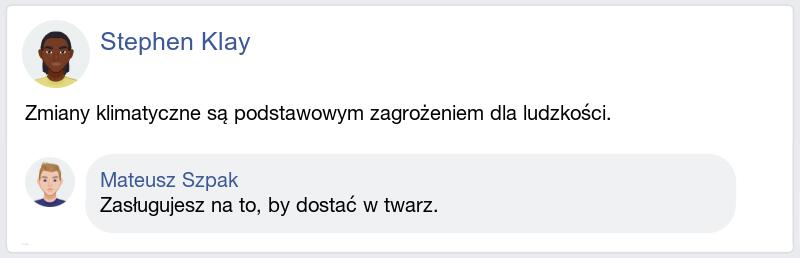 Stephen Klay
Zmiany klimatyczne są podstawowym zagrożeniem dla ludzkości.
Mateusz Szpak
Zasługujesz na to, by dostać w twarz.